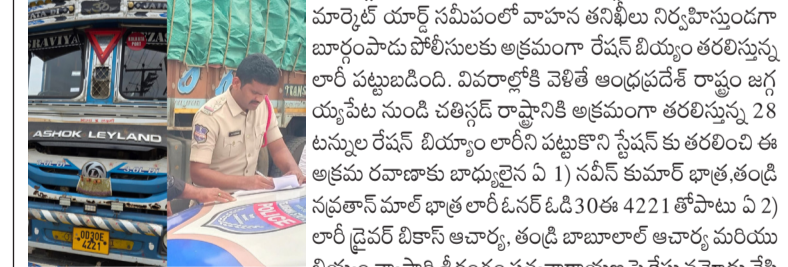 మార్కెట్ యార్డ్ సమీపంలో వాహన తనిఖీలు నిర్వహిస్తుండగా
బూర్గంపాడు పోలీసులకు అక్రమంగా రేషన్ బియ్యం తరలిస్తున్న
లారీ పట్టుబడింది. వివరాల్లోకి వెళితే ఆంధ్రప్రదేశ్ రాష్ట్రం జగ్గ
య్యపేట నుండి చతిస్గడ్ రాష్ట్రానికి అక్రమంగా తరలిస్తున్న 28
టన్నుల రేషన్ బియ్యాం లారీని పట్టుకొని స్టేషన్ కు తరలించి ఈ
అక్రమ రవాణాకు బాధ్యులైన ఏ 1) నవీన్ కుమార్ భాత్ర,తండ్రి
నవ్రతాన్ మాల్ భాత్ర లారీ ఓనర్ ఓడి30ఈ 4221 తోపాటు ఏ 2)
లారీ డ్రైవర్ బికాస్ ఆచార్య, తండ్రి బాబూలాల్ ఆచార్య మరియు
ASHOK LEYLAND
OD30E
4221
POLICE